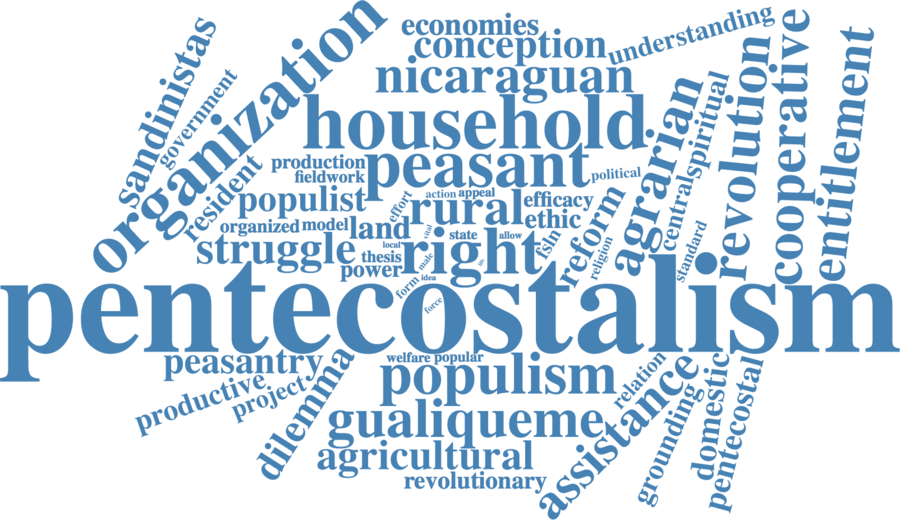 economies
conception
understanding
nicaraguan
organization
sandinistas
government
household
revolution
cooperative
entitlement
agrarian
spiritual
central
production
fieldwork
peasant
political
resident
populist
effort
action
appeal
efficacy
rural
ethic
organized
model
land
vital
state
allow
reform
fsln
religion
standard
struggle
local
thesis
male
right
power
form
idea
force
pentecostalism
peasantry
welfare
popular
productive
project
dilemma
populism
relation
assistance
domestic
pentecostal
grounding
gualiqueme
agricultural
revolutionary